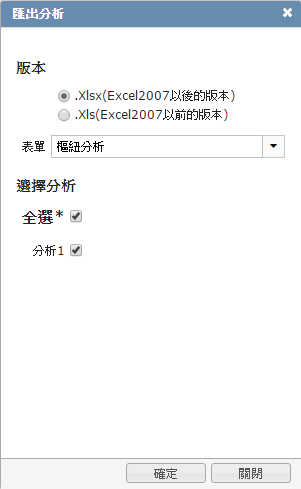 匯出分析
版本
.Xlsx(Excel2007以後的版本)
.Xls(Excel2007以前的版本)
表單 樞紐分析
選擇分析
全選*
分析1
確定 關閉